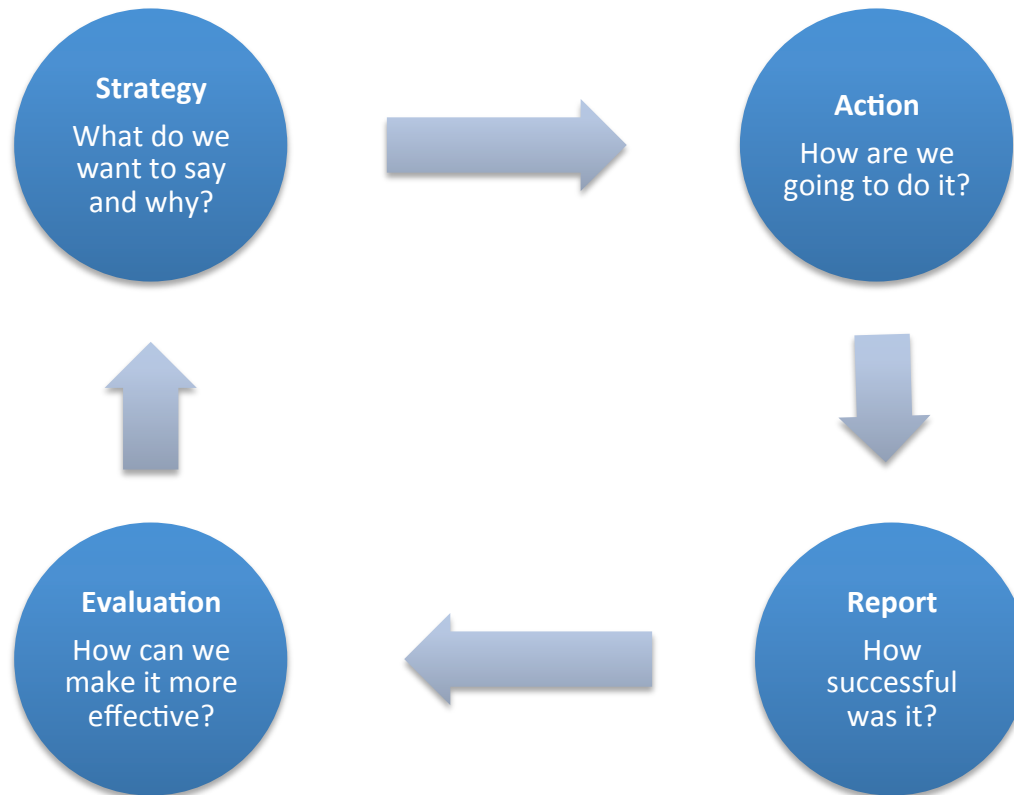 Strategy
What do we
want to say
and why?
Action
How are we
going to do it?
Report
How
successful
was it?
Evaluation
How can we
make it more
effective?